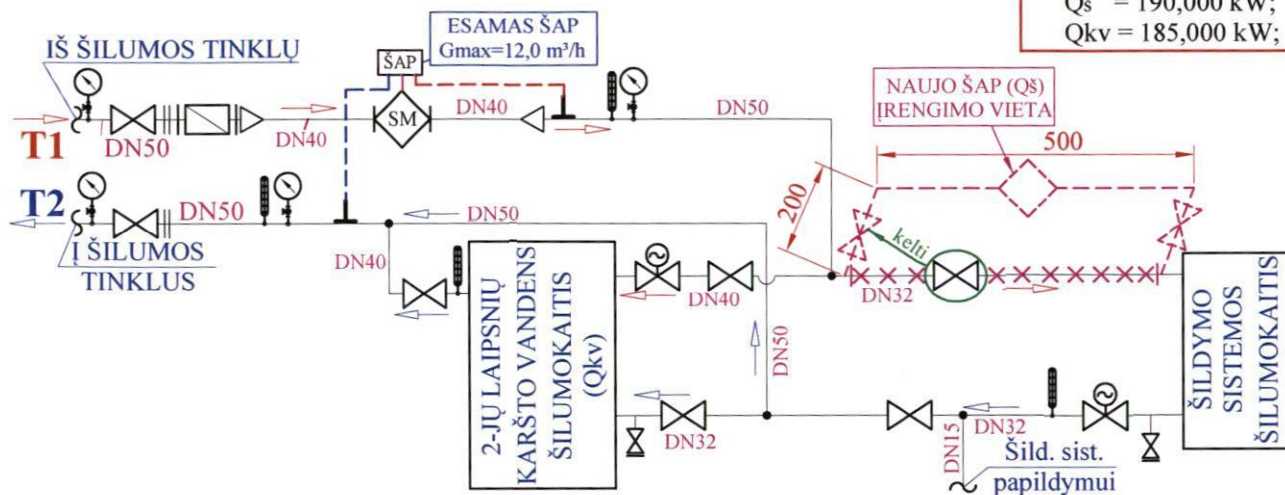 Qš = 190,000 kW;
Qkv = 185,000 kW;
ESAMAS ŠAP
Gmax=12,0 m³/h
IŠ ŠILUMOS TINKLŲ
ŠAP
NAUJO ŠAP (Qš)
ĮRENGIMO VIETA
SM
DN40
DN50
DN40
T1
DN50
500
T2
DN50
DN50
200
kelti
DN40
Į ŠILUMOS
TINKLUS
DN40
DN32
2-JŲ LAIPSNIŲ
KARŠTO VANDENS
ŠILUMOKAITIS
(Qkv)
DN50
ŠILDYMO
SISTEMOS
ŠILUMOKAITIS
DN32
DN32
DN15
Šild. sist.
papildymui